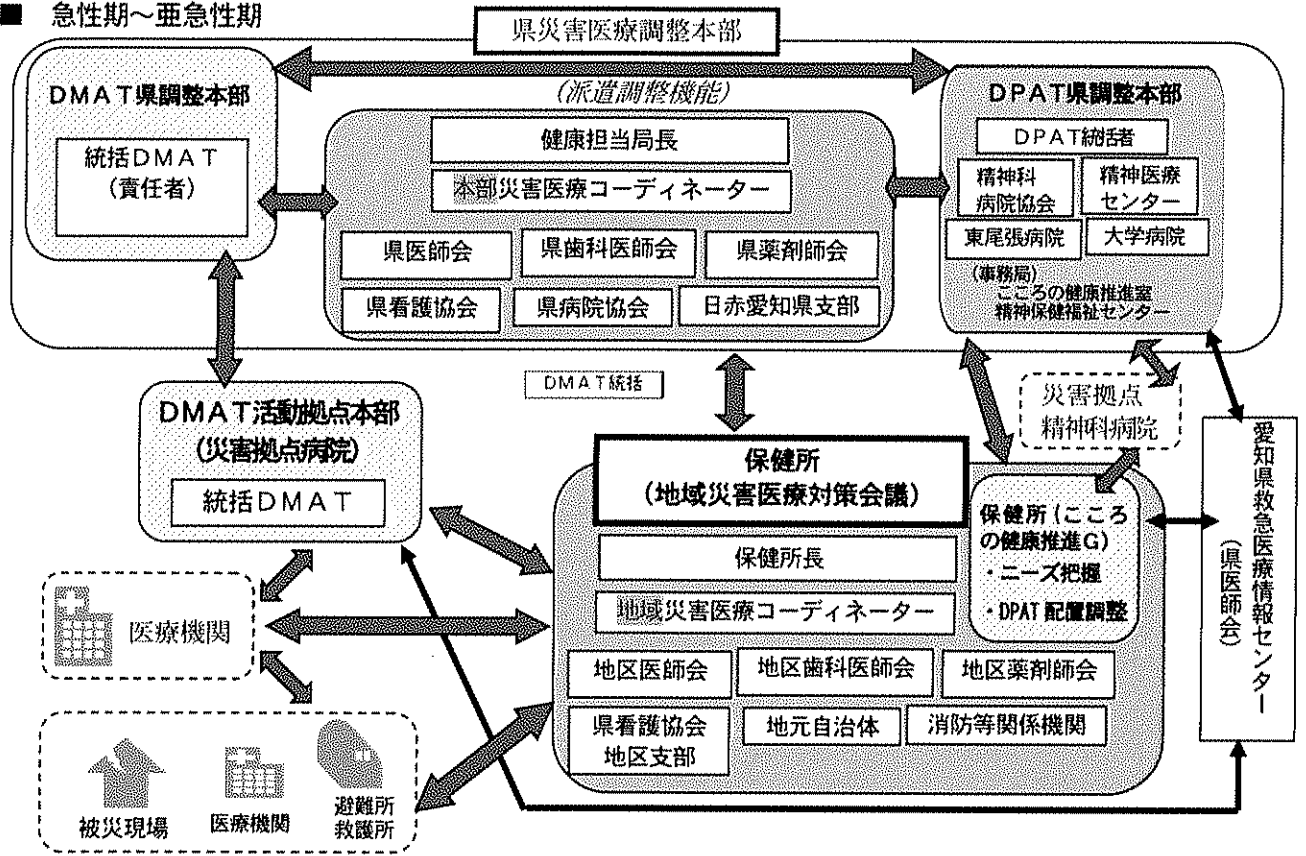 ■ 急性期～亜急性期
県災害医療調整本部
DMAT県調整本部
統括DMAT
(責任者)
(派遣調整機能)
健康担当局長
本部災害医療コーディネーター
県医師会
県歯科医師会
県薬剤師会
県看護協会
県病院協会
日赤愛知県支部
DPAT県調整本部
DPAT統括者
精神科
病院協会
精神医療
センター
東尾張病院
大学病院
(事務局)
こころの健康推進室
精神保健福祉センター
DMAT活動拠点本部
(災害拠点病院)
統括DMAT
DMAT統括
災害拠点
精神科病院
保健所
(地域災害医療対策会議)
保健所長
地域災害医療コーディネーター
保健所(こころ
の健康推進G)
・ニーズ把握
・DPAT配置調整
地区医師会
地区歯科医師会
地区薬剤師会
県看護協会
地区支部
地元自治体
消防等関係機関
愛知県救急医療情報センター
(県医師会)
医療機関
被災現場
医療機関
避難所
救護所